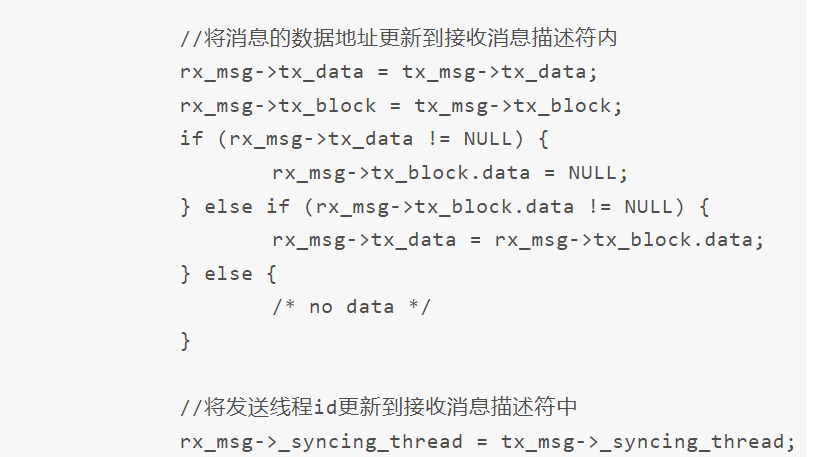 //将消息的数据地址更新到接收消息描述符内
rx_msg->tx_data = tx_msg->tx_data;
rx_msg->tx_block = tx_msg->tx_block;
if (rx_msg->tx_data != NULL) {
rx_msg->tx_block.data = NULL;
} else if (rx_msg->tx_block.data != NULL) {
rx_msg->tx_data = rx_msg->tx_block.data;
} else {
/* no data */
}
//将发送线程id更新到接收消息描述符中
rx_msg->_syncing_thread = tx_msg->_syncing_thread;